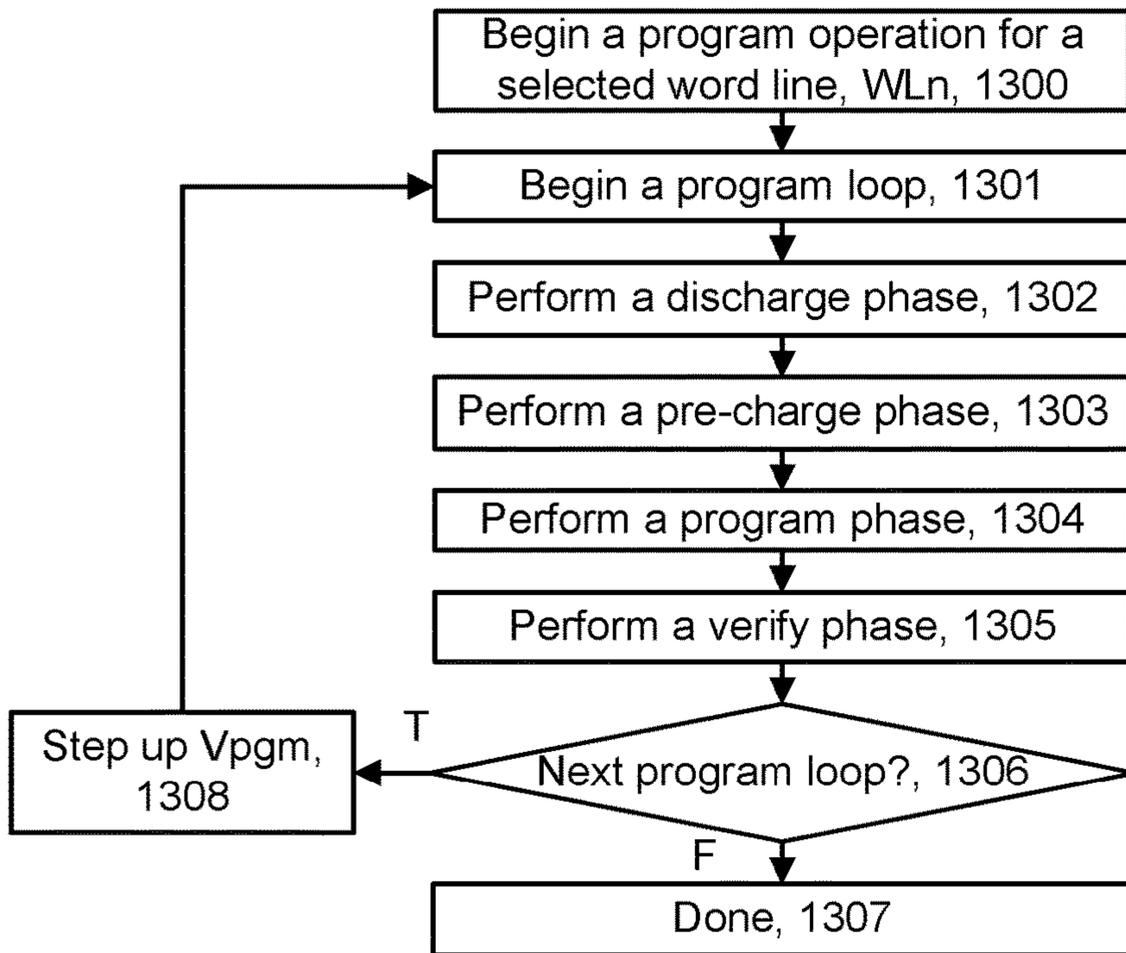 Begin a program operation for a
selected word line, WLn, 1300
Begin a program loop, 1301
Perform a discharge phase, 1302
Perform a pre-charge phase, 1303
Perform a program phase, 1304
Perform a verify phase, 1305
T
Step up Vpgm,
1308
Next program loop?, 1306
F
Done, 1307